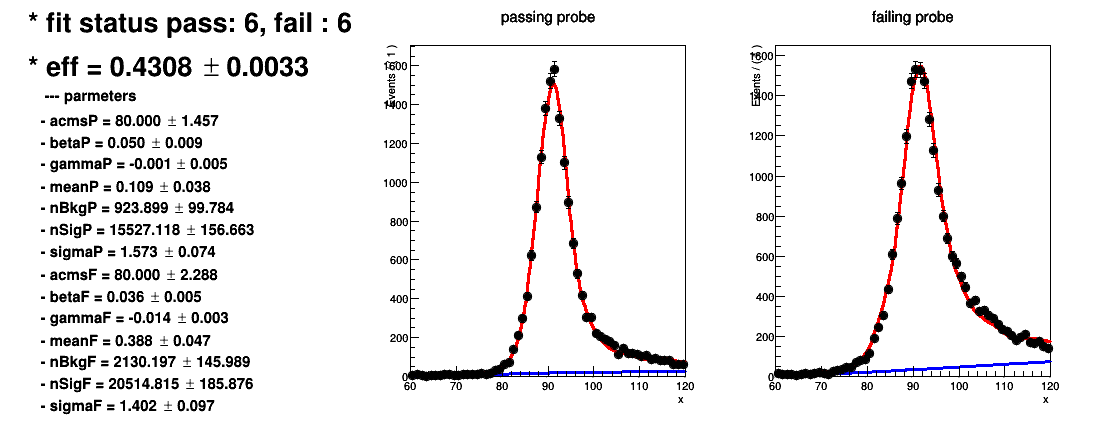 * fit status pass: 6, fail : 6
* eff = 0.4308 ± 0.0033
--- parmeters
- acmsP = 80.000 ± 1.457
- betaP = 0.050 ± 0.009
- gammaP = -0.001 ± 0.005
- meanP = 0.109 ± 0.038
- nBkgP = 923.899 ± 99.784
- nSigP = 15527.118 ± 156.663
- sigmaP = 1.573 ± 0.074
- acmsF = 80.000 ± 2.288
- betaF = 0.036 ± 0.005
- gammaF = -0.014 ± 0.003
- meanF = 0.388 ± 0.047
- nBkgF = 2130.197 ± 145.989
- nSigF = 20514.815 ± 185.876
- sigmaF = 1.402 ± 0.097
passing probe
1600
1400
1200
1000
800
600
400
200
0
60 70 80 90 100 110 120
x
failing probe
Events / (
1600
1400
1200
1000
800
600
400
200
0
60 70 80 90 100 110 120
x